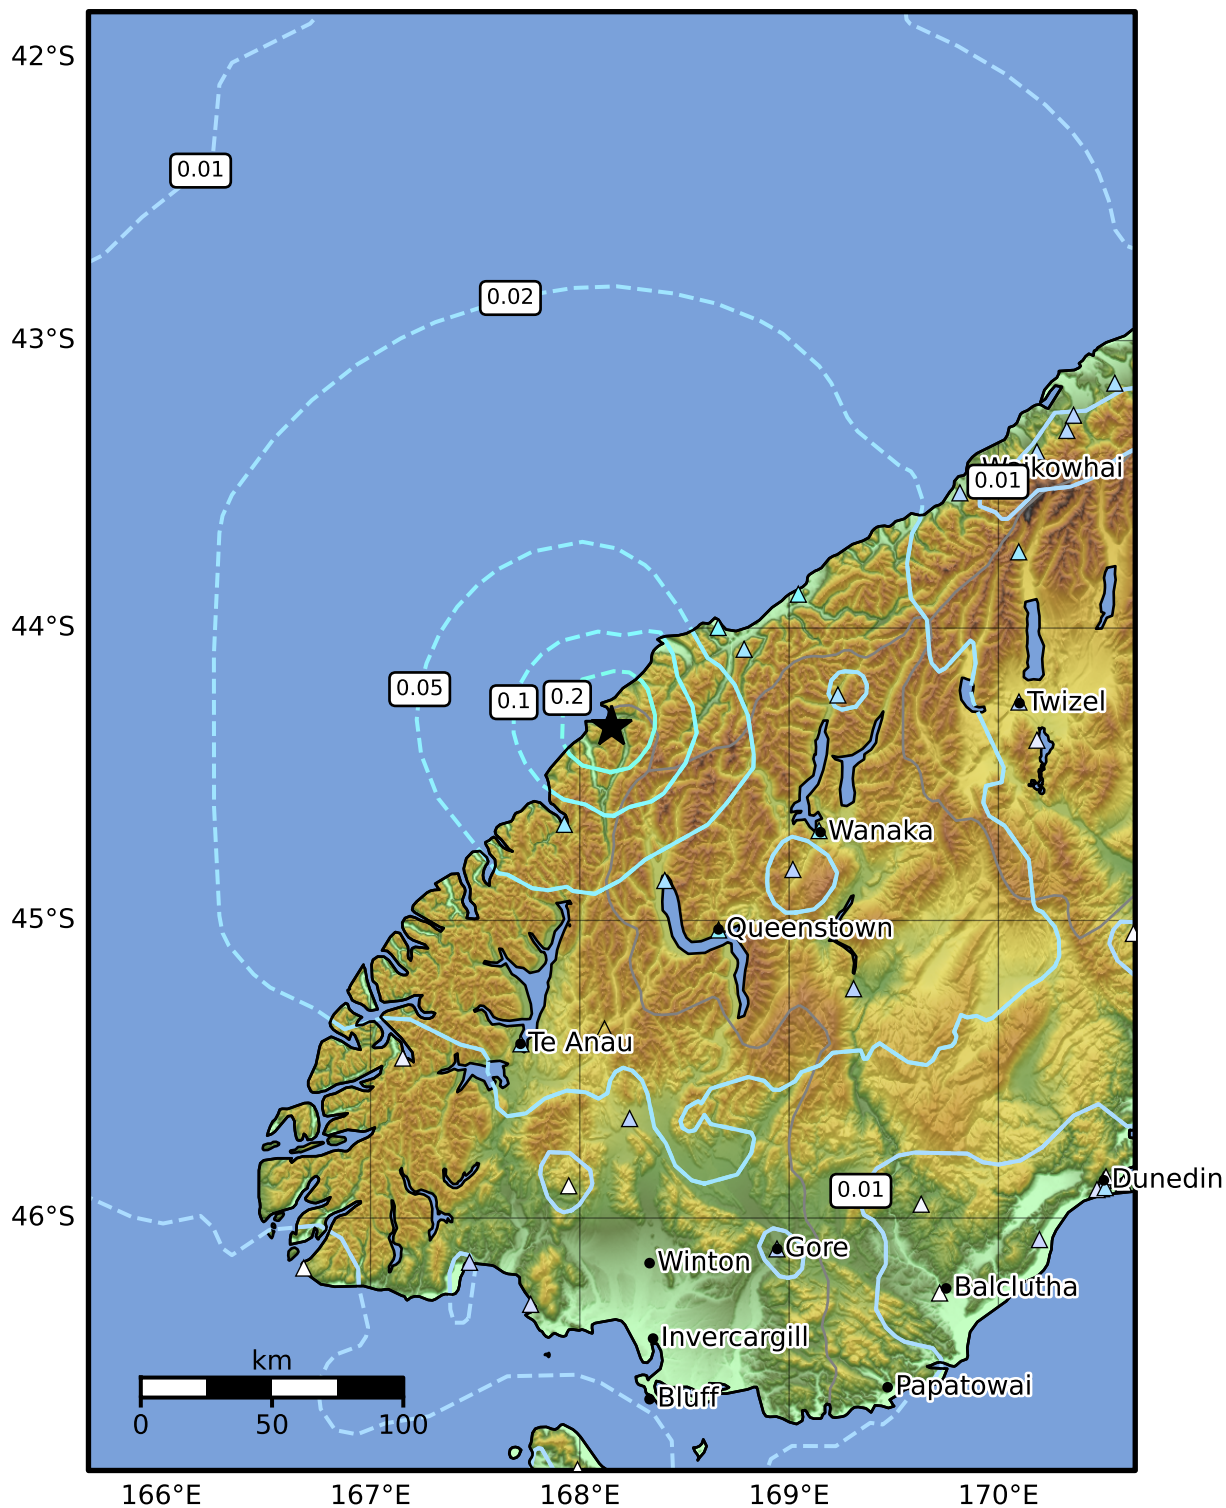 42°S
0.01
0.02
43°S
Waikowhai
0.01
44°S
0.05
0.1
0.2
Twizel
Wanaka
45°S
Queenstown
Te Anau
0.01
Dunedin
46°S
Gore
Winton
Balclutha
Invercargill
km
Papatowai
Bluff
0 50 100
166°E 167°E 168°E 169°E 170°E